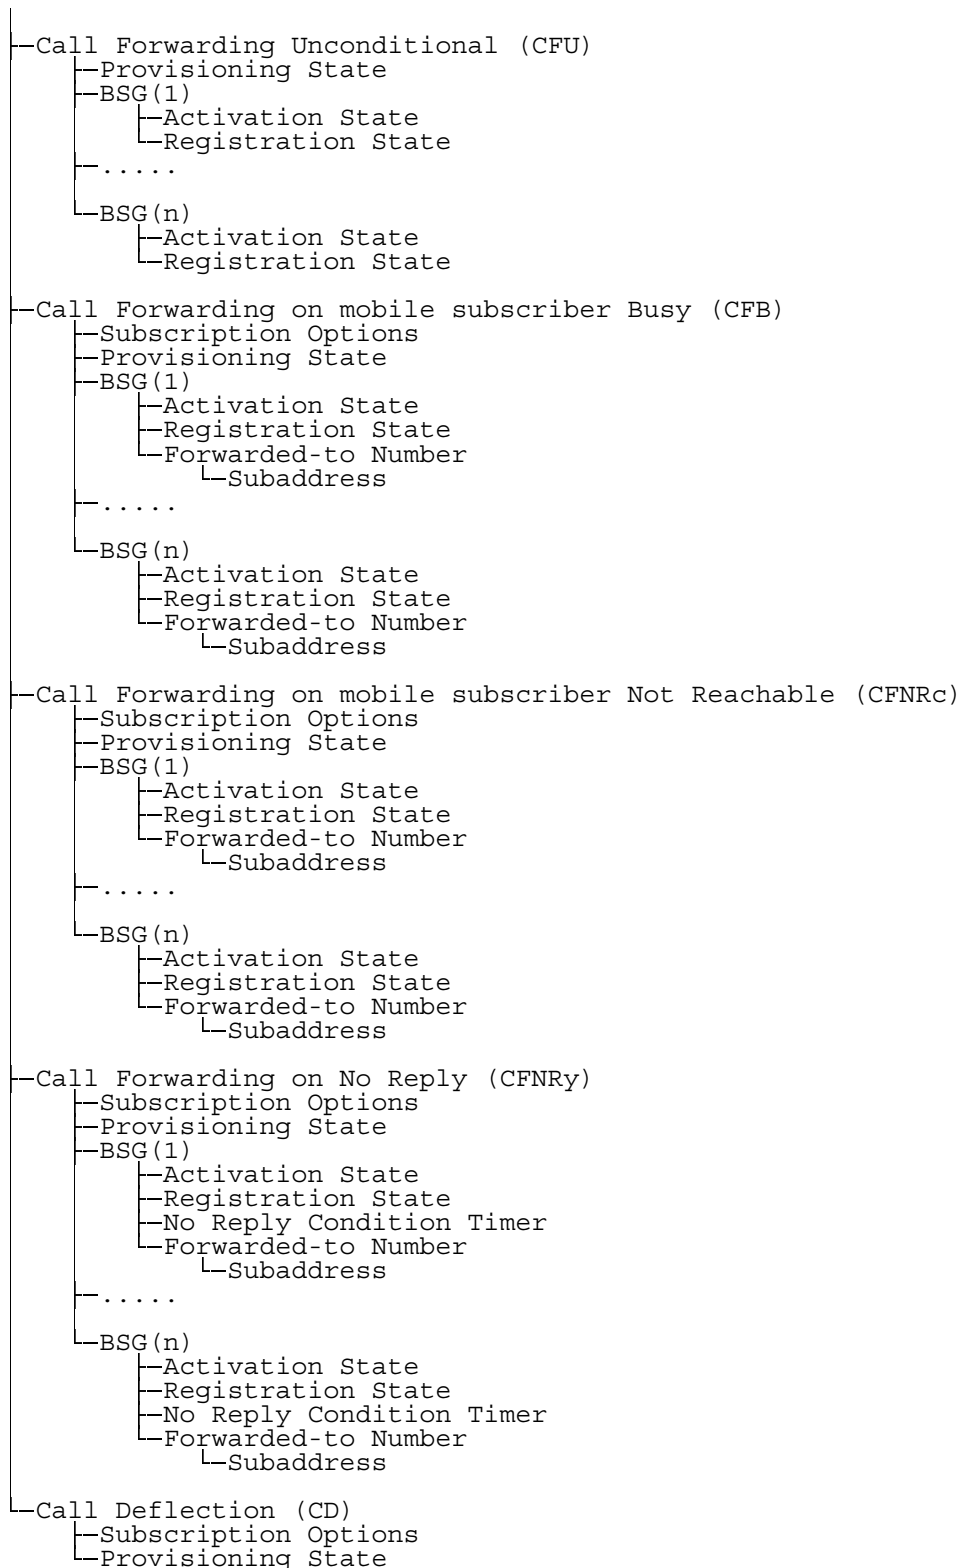 Call Forwarding Unconditional (CFU)
Provisioning State
BSG(1)
Activation State
Registration State
.....
BSG(n)
Activation State
Registration State
Call Forwarding on mobile subscriber Busy (CFB)
Subscription Options
Provisioning State
BSG(1)
Activation State
Registration State
Forwarded-to Number
Subaddress
.....
BSG(n)
Activation State
Registration State
Forwarded-to Number
Subaddress
Call Forwarding on mobile subscriber Not Reachable (CFNRc)
Subscription Options
Provisioning State
BSG(1)
Activation State
Registration State
Forwarded-to Number
Subaddress
.....
BSG(n)
Activation State
Registration State
Forwarded-to Number
Subaddress
Call Forwarding on No Reply (CFNRy)
Subscription Options
Provisioning State
BSG(1)
Activation State
Registration State
No Reply Condition Timer
Forwarded-to Number
Subaddress
.....
BSG(n)
Activation State
Registration State
No Reply Condition Timer
Forwarded-to Number
Subaddress
Call Deflection (CD)
Subscription Options
Provisioning State